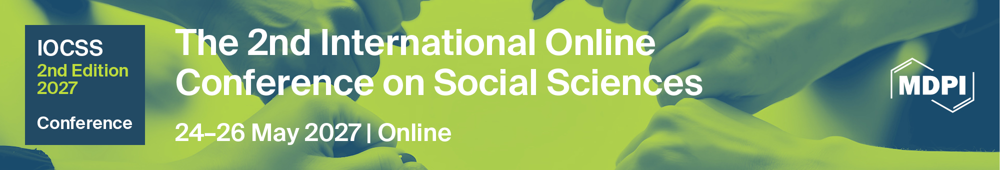 IOCSS
2nd Edition
2027
Conference
The 2nd International Online
Conference on Social Sciences
24–26 May 2027 | Online
MDPI